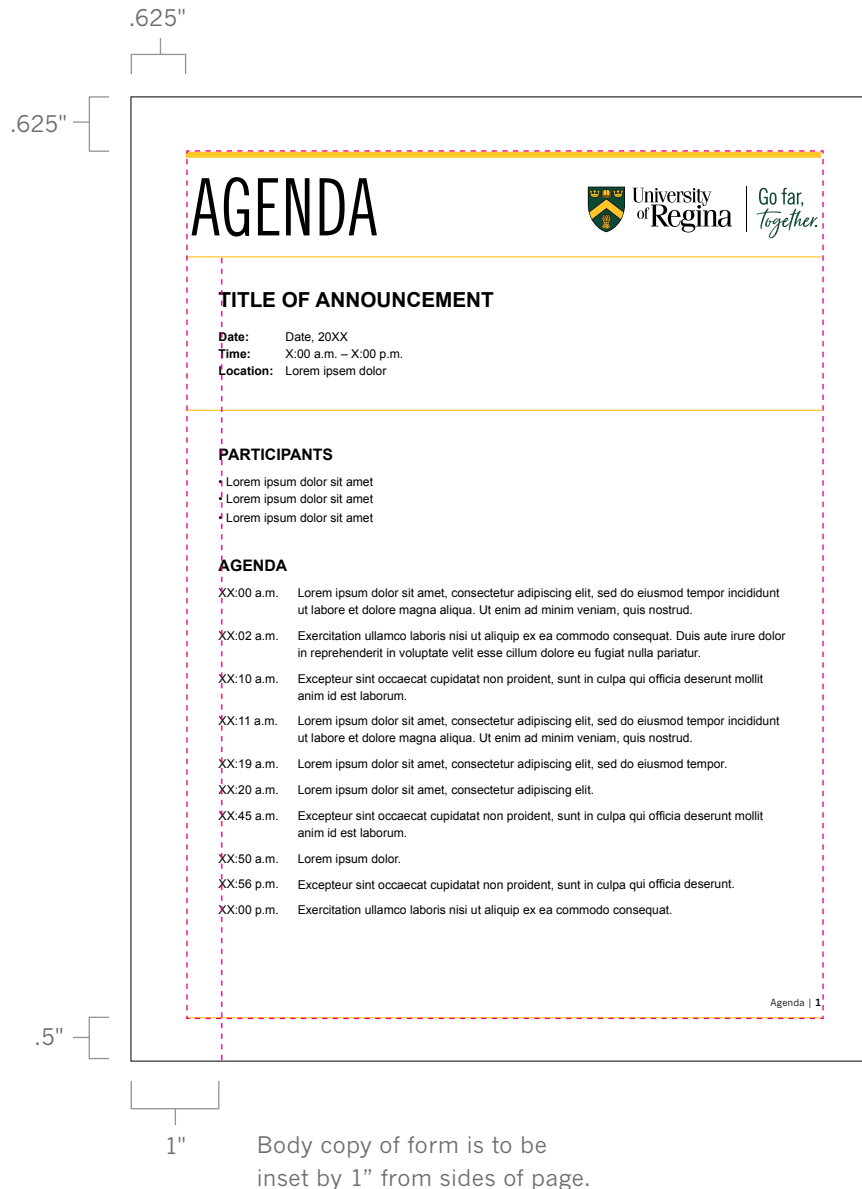 .625"
.625"
AGENDA
University
of Regina
Go far,
together.
TITLE OF ANNOUNCEMENT
Date: Date, 20XX
Time: X:00 a.m. – X:00 p.m.
Location: Lorem ipsem dolor
PARTICIPANTS
• Lorem ipsum dolor sit amet
• Lorem ipsum dolor sit amet
• Lorem ipsum dolor sit amet
AGENDA
XX:00 a.m. Lorem ipsum dolor sit amet, consectetur adipiscing elit, sed do eiusmod tempor incididunt
ut labore et dolore magna aliqua. Ut enim ad minim veniam, quis nostrud.
XX:02 a.m. Exercitation ullamco laboris nisi ut aliquip ex ea commodo consequat. Duis aute irure dolor
in reprehenderit in voluptate velit esse cillum dolore eu fugiat nulla pariatur.
XX:10 a.m. Excepteur sint occaecat cupidatat non proident, sunt in culpa qui officia deserunt mollit
anim id est laborum.
XX:11 a.m. Lorem ipsum dolor sit amet, consectetur adipiscing elit, sed do eiusmod tempor incididunt
ut labore et dolore magna aliqua. Ut enim ad minim veniam, quis nostrud.
XX:19 a.m. Lorem ipsum dolor sit amet, consectetur adipiscing elit, sed do eiusmod tempor.
XX:20 a.m. Lorem ipsum dolor sit amet, consectetur adipiscing elit.
XX:45 a.m. Excepteur sint occaecat cupidatat non proident, sunt in culpa qui officia deserunt mollit
anim id est laborum.
XX:50 a.m. Lorem ipsum dolor.
XX:56 p.m. Excepteur sint occaecat cupidatat non proident, sunt in culpa qui officia deserunt.
XX:00 p.m. Exercitation ullamco laboris nisi ut aliquip ex ea commodo consequat.
Agenda | 1
.5"
1"
Body copy of form is to be
inset by 1” from sides of page.